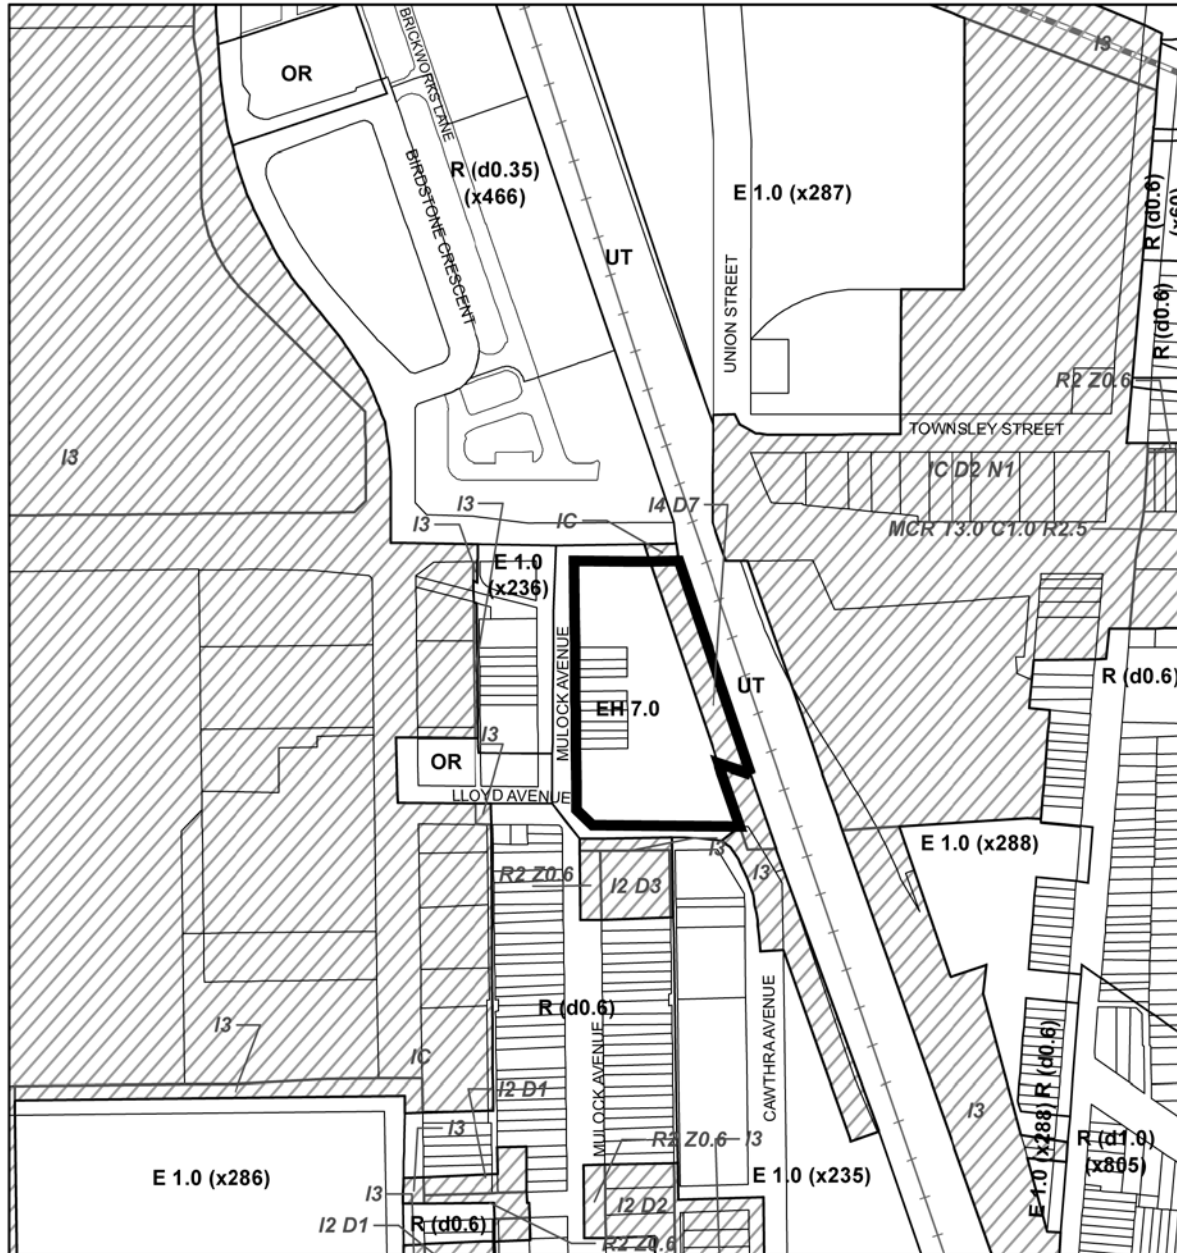 BRICKWORKS LANE
I3
OR
BIRDSTONE CRESCENT
R (d0.35)
(x466)
E 1.0 (x287)
R (d0.6)
UT
UNION STREET
R (d0.6)
R2 Z0.6
TOWNSLEY STREET
I3
IC D2 N1
I3
I4 D7
I3
IC
MCR T3.0 C1.0 R2.5
E 1.0
(x236)
MULOCK AVENUE
R (d0.6)
UT
EH 7.0
I3
OR
LLOYD AVENUE
E 1.0 (x288)
I3
I3
R2 Z0.6
I2 D3
R (d0.6)
MULOCK AVENUE
CAWTHRA AVENUE
I3
IC
R (d0.6)
I2 D1
I3
I3
R2 Z0.6
I3
R (d1.0)
(x805)
E 1.0 (x286)
E 1.0 (x235)
E 1.0 (x288)
I3
I2 D2
I2 D1
R (d0.6)
R2 Z0.6